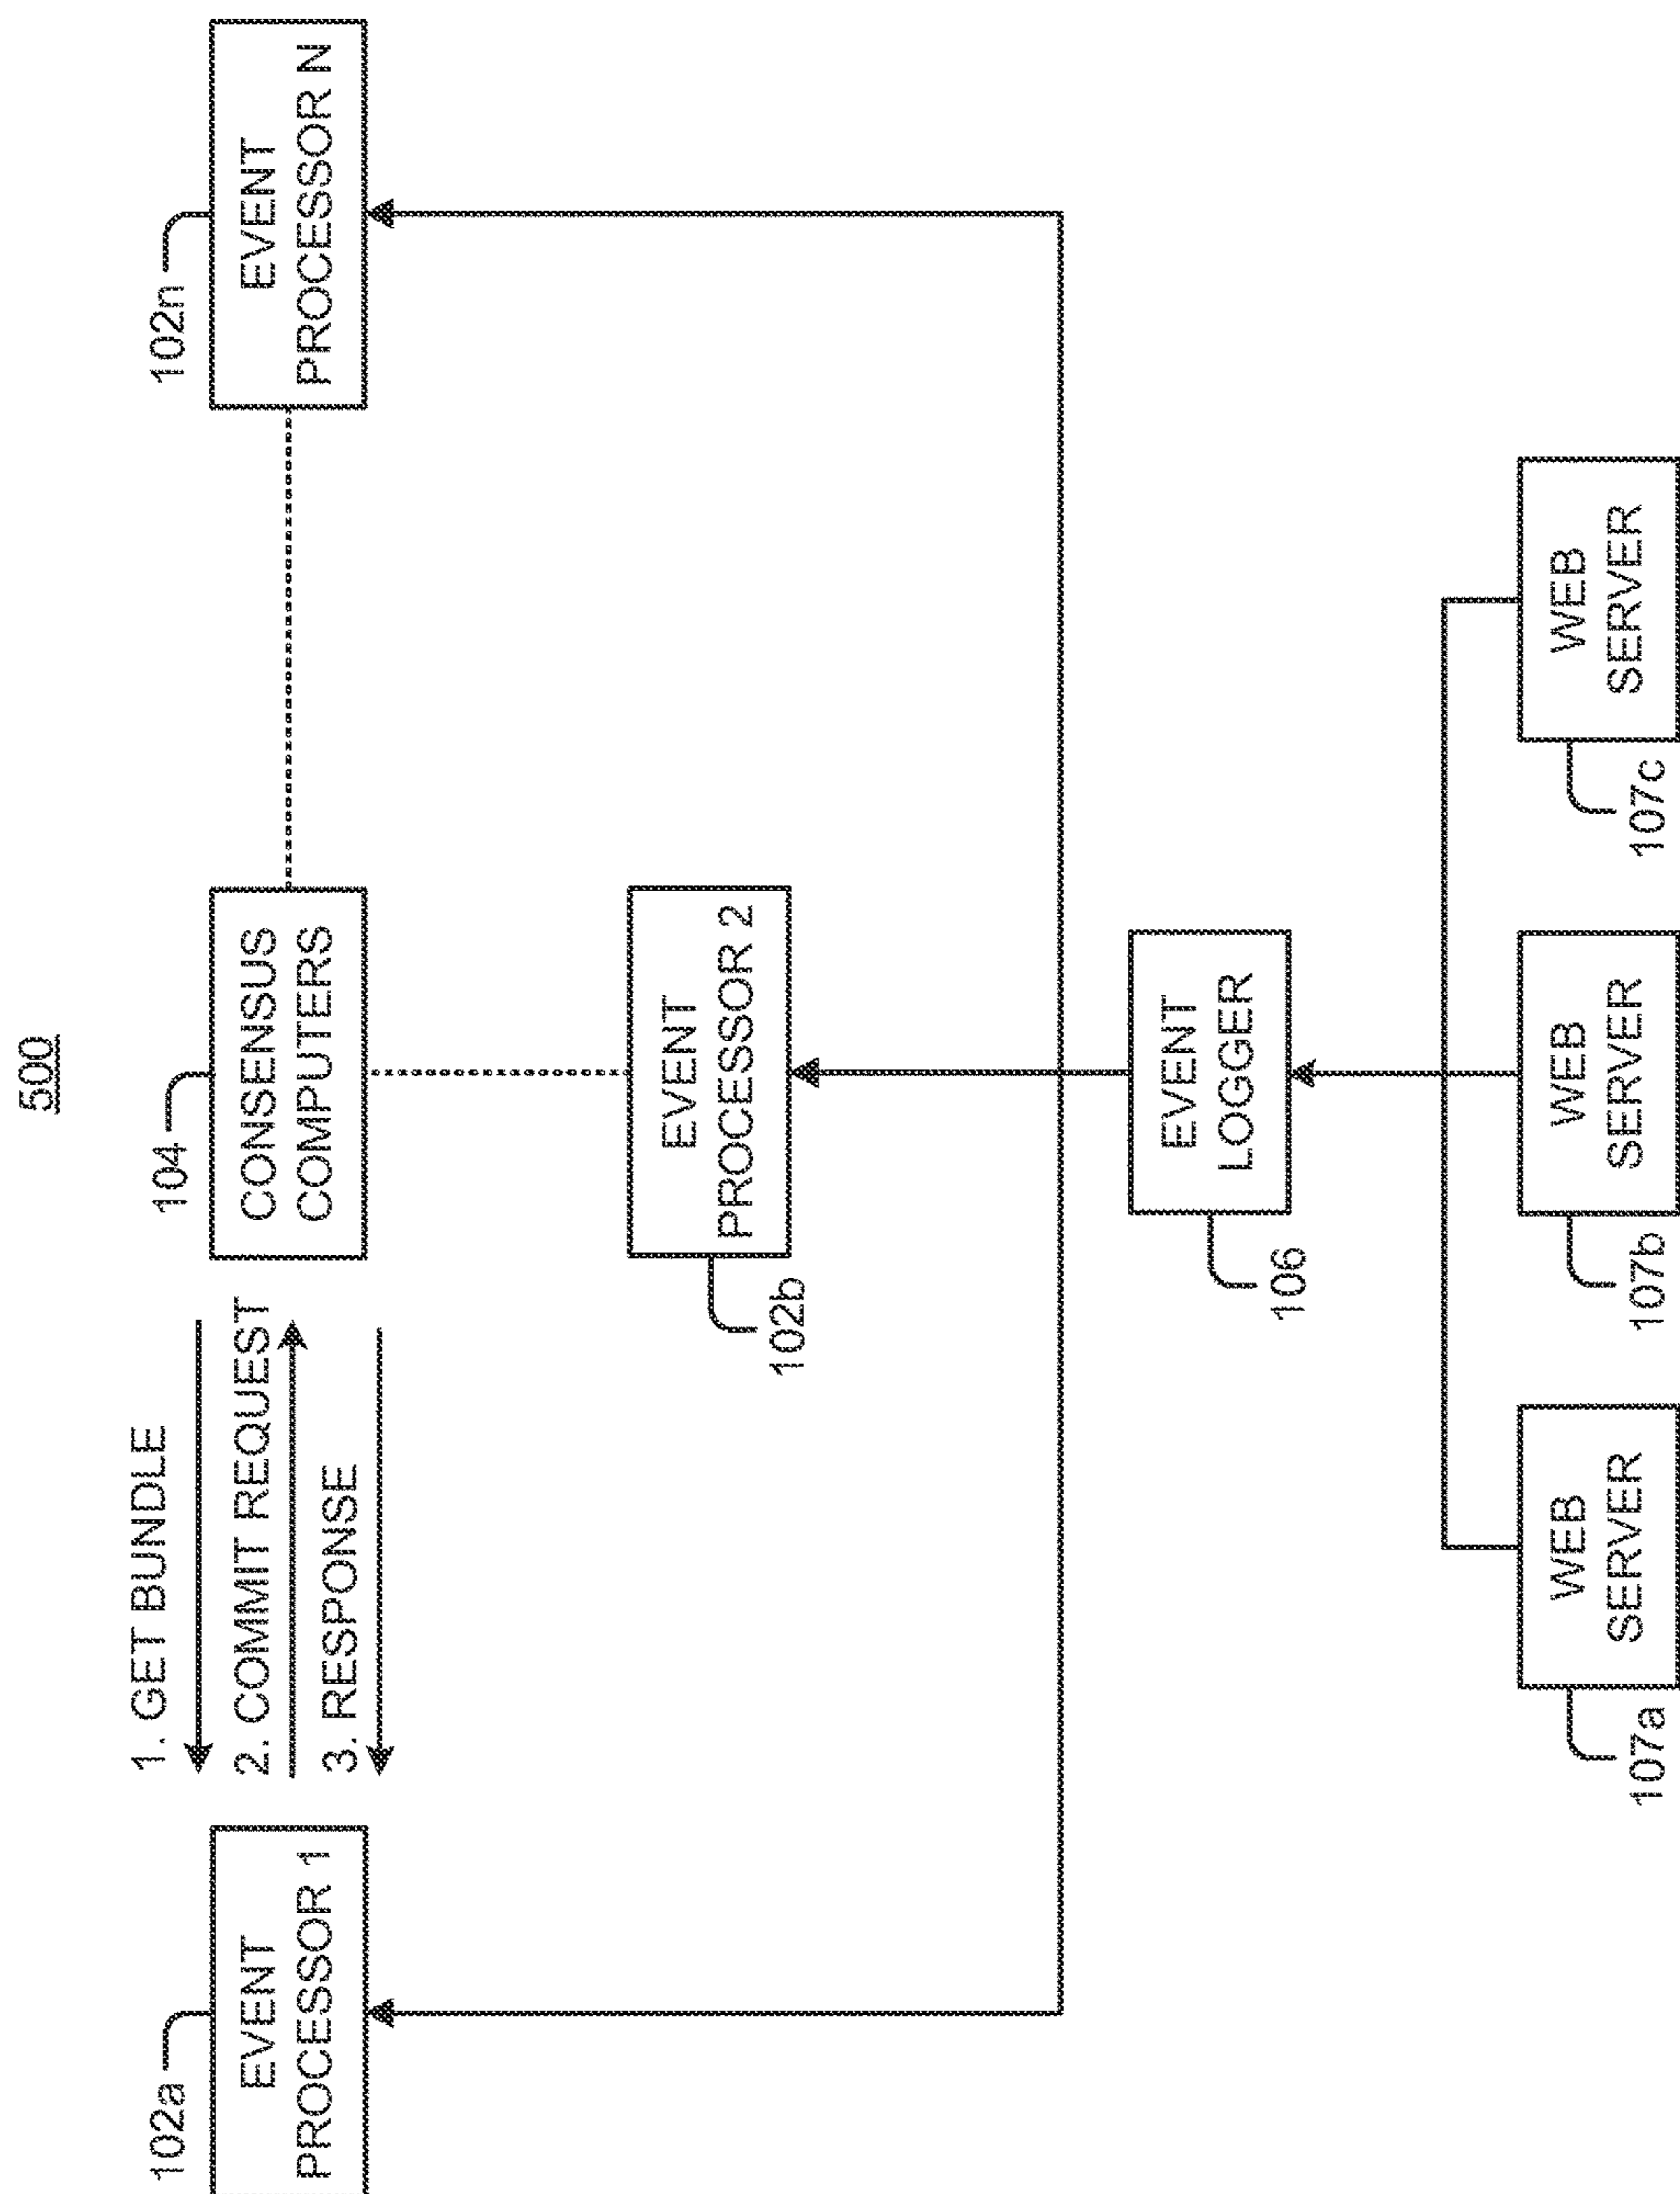 500
102a
EVENT
PROCESSOR 1
1. GET BUNDLE
2. COMMIT REQUEST
3. RESPONSE
104
CONSENSUS
COMPUTERS
102n
EVENT
PROCESSOR N
EVENT
PROCESSOR 2
102b
EVENT
LOGGER
106
WEB
SERVER
107a
WEB
SERVER
107b
WEB
SERVER
107c